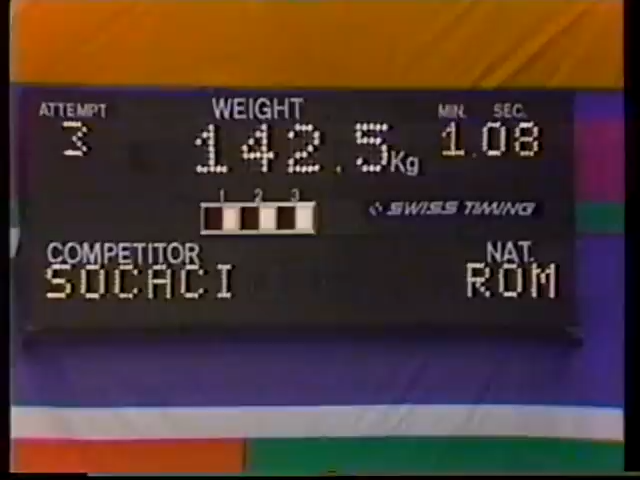 ATTEMPT WEIGHT MIN. SEC.
3 142.5Kg 1.08
1 2 3
SWISS TIMING
COMPETITOR NAT.
SOCACI ROM